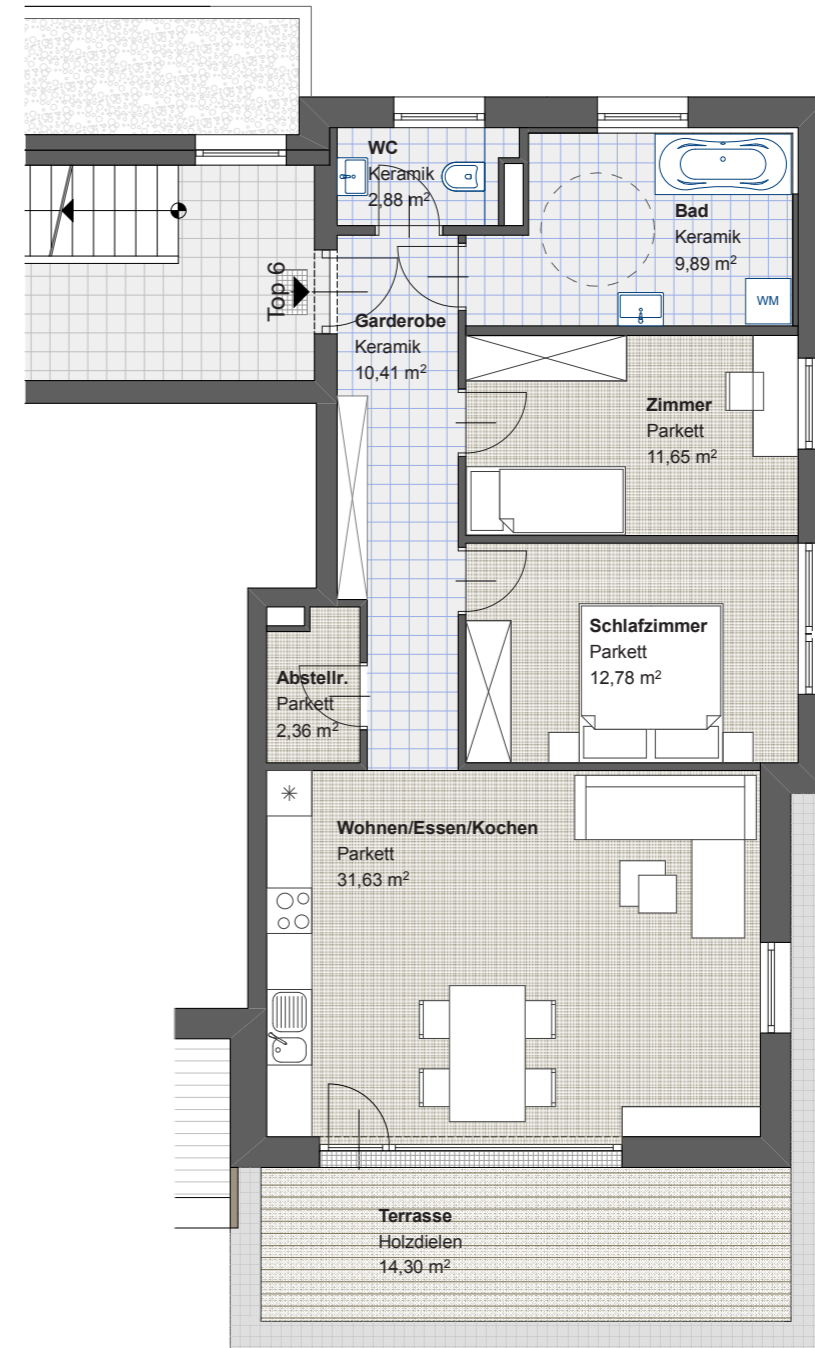 WC
Keramik
2,88 m²
Bad
Keramik
9,89 m²
WM
Top 6
Garderobe
Keramik
10,41 m²
Zimmer
Parkett
11,65 m²
Schlafzimmer
Parkett
12,78 m²
Abstellr.
Parkett
2,36 m²
Wohnen/Essen/Kochen
Parkett
31,63 m²
Terrasse
Holzdielen
14,30 m²